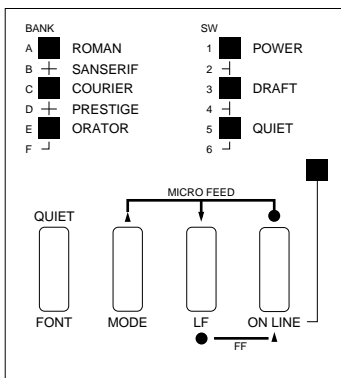 BANK SW
A ROMAN 1 POWER
B SANSERIF 2
C COURIER 3 DRAFT
D PRESTIGE 4
E ORATOR 5 QUIET
F 6
MICRO FEED
QUIET
FONT MODE LF ON LINE
FF